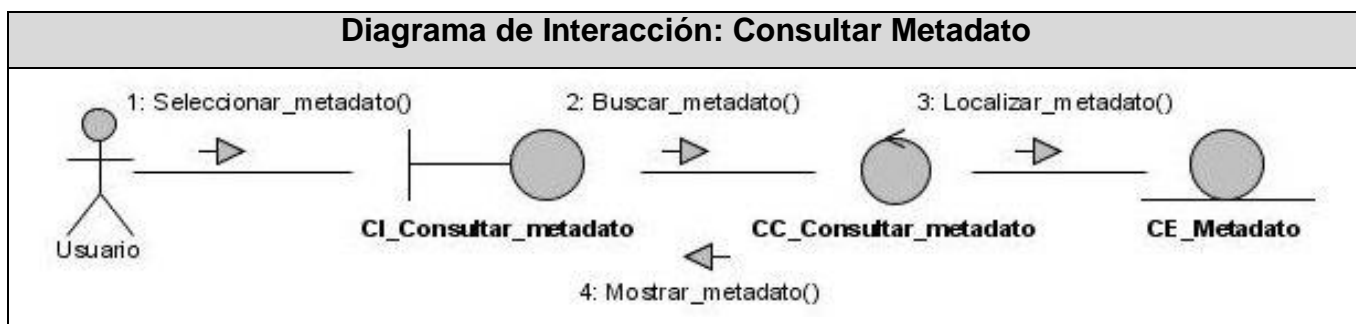 Diagrama de Interacción: Consultar Metadato
1: Seleccionar_metadato()
2: Buscar_metadato()
3: Localizar_metadato()
Usuario
CI_Consultar_metadato
CC_Consultar_metadato
CE_Metadato
4: Mostrar_metadato()